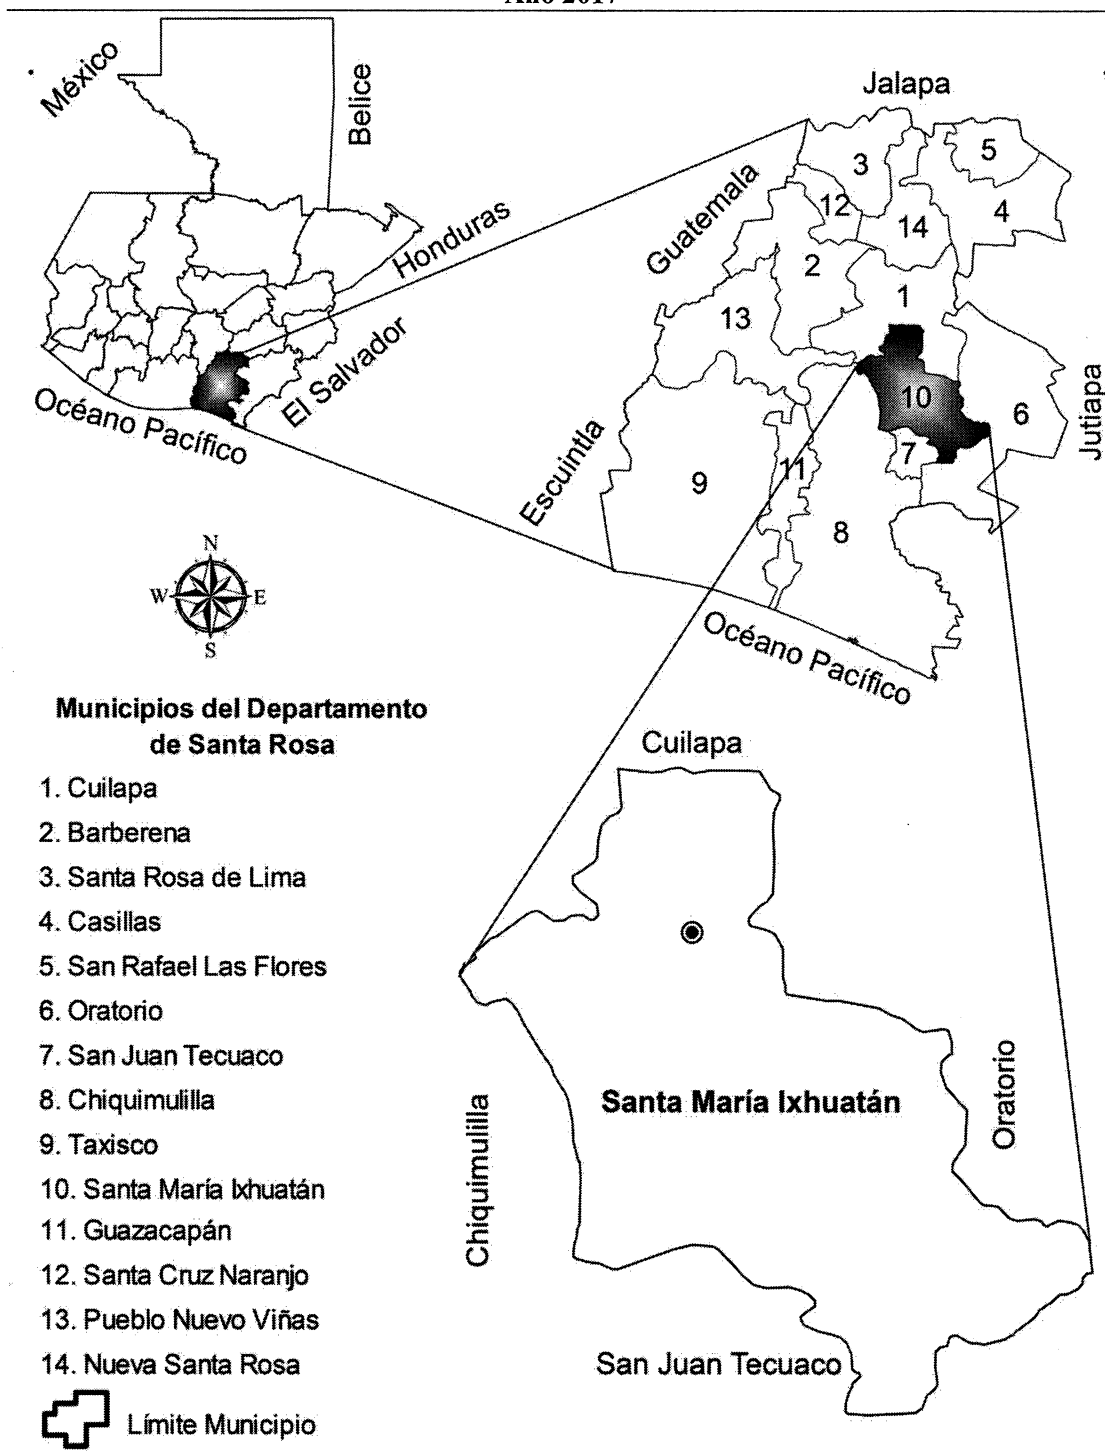 Año 2017
México
Belice
Honduras
El Salvador
Océano Pacífico
Jalapa
Guatemala
Escuintla
Jutiapa
Océano Pacífico
3
5
12
14
4
2
1
13
10
6
7
11
9
8
N
W E
S
Municipios del Departamento
de Santa Rosa
1. Cuilapa
2. Barberena
3. Santa Rosa de Lima
4. Casillas
5. San Rafael Las Flores
6. Oratorio
7. San Juan Tecuaco
8. Chiquimulilla
9. Taxisco
10. Santa María Ixhuatán
11. Guazacapán
12. Santa Cruz Naranjo
13. Pueblo Nuevo Viñas
14. Nueva Santa Rosa
Límite Municipio
Cuilapa
Chiquimulilla
Santa María Ixhuatán
Oratorio
San Juan Tecuaco